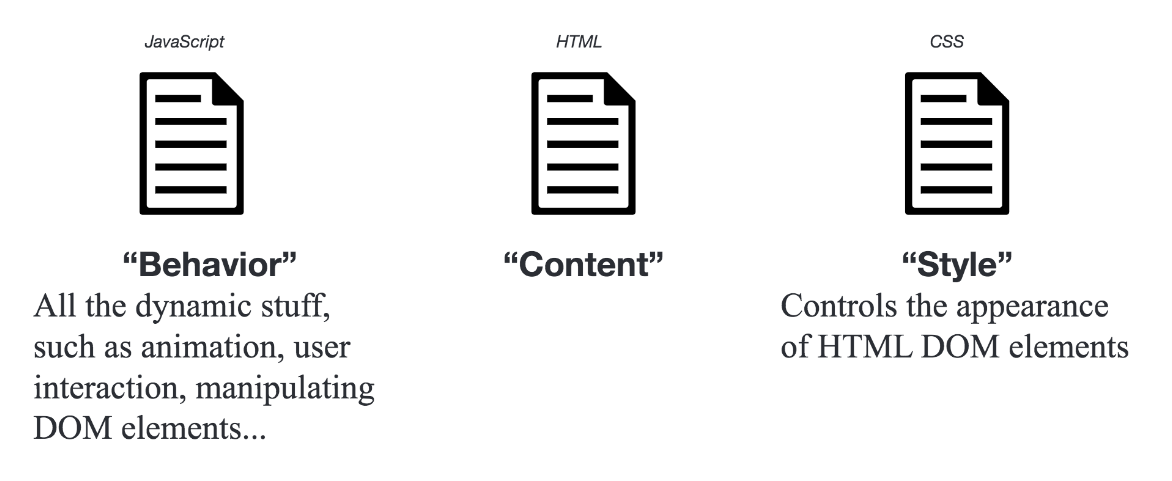 JavaScript
HTML
CSS
“Behavior”
“Content”
“Style”
All the dynamic stuff,
such as animation, user
interaction, manipulating
DOM elements...
Controls the appearance
of HTML DOM elements